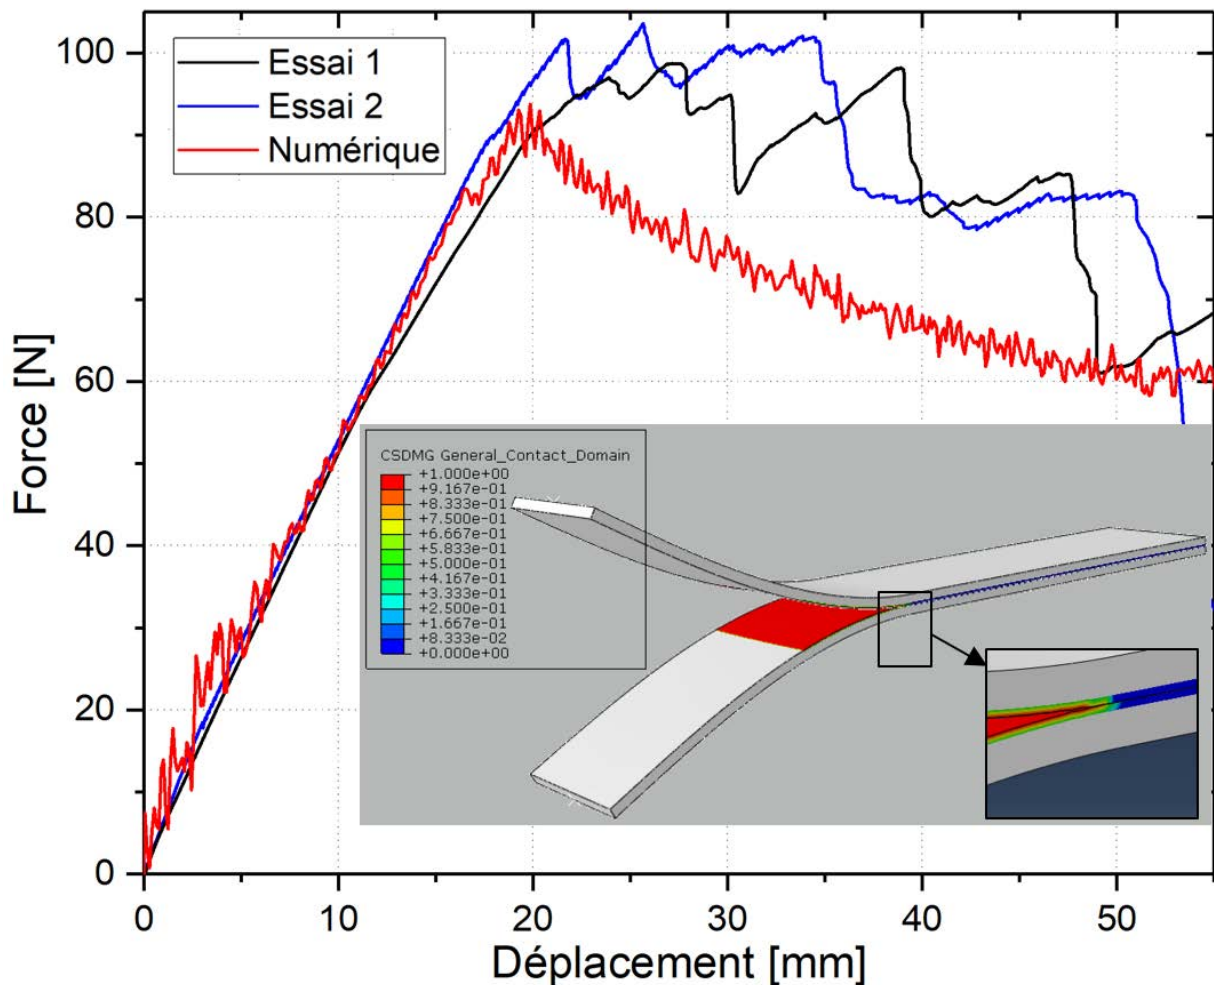 Essai 1
Essai 2
Numérique
100
80
60
40
20
0
Force [N]
CSDMG General_Contact_Domain
+1.000e+00
+9.167e-01
+8.333e-01
+7.500e-01
+6.667e-01
+5.833e-01
+5.000e-01
+4.167e-01
+3.333e-01
+2.500e-01
+1.667e-01
+8.333e-02
+0.000e+00
0 10 20 30 40 50
Déplacement [mm]